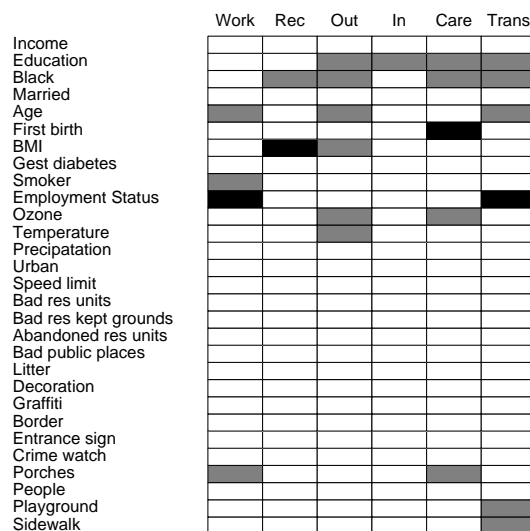 Work Rec Out In Care Trans
Income
Education
Black
Married
Age
First birth
BMI
Gest diabetes
Smoker
Employment Status
Ozone
Temperature
Precipatation
Urban
Speed limit
Bad res units
Bad res kept grounds
Abandoned res units
Bad public places
Litter
Decoration
Graffiti
Border
Entrance sign
Crime watch
Porches
People
Playground
Sidewalk